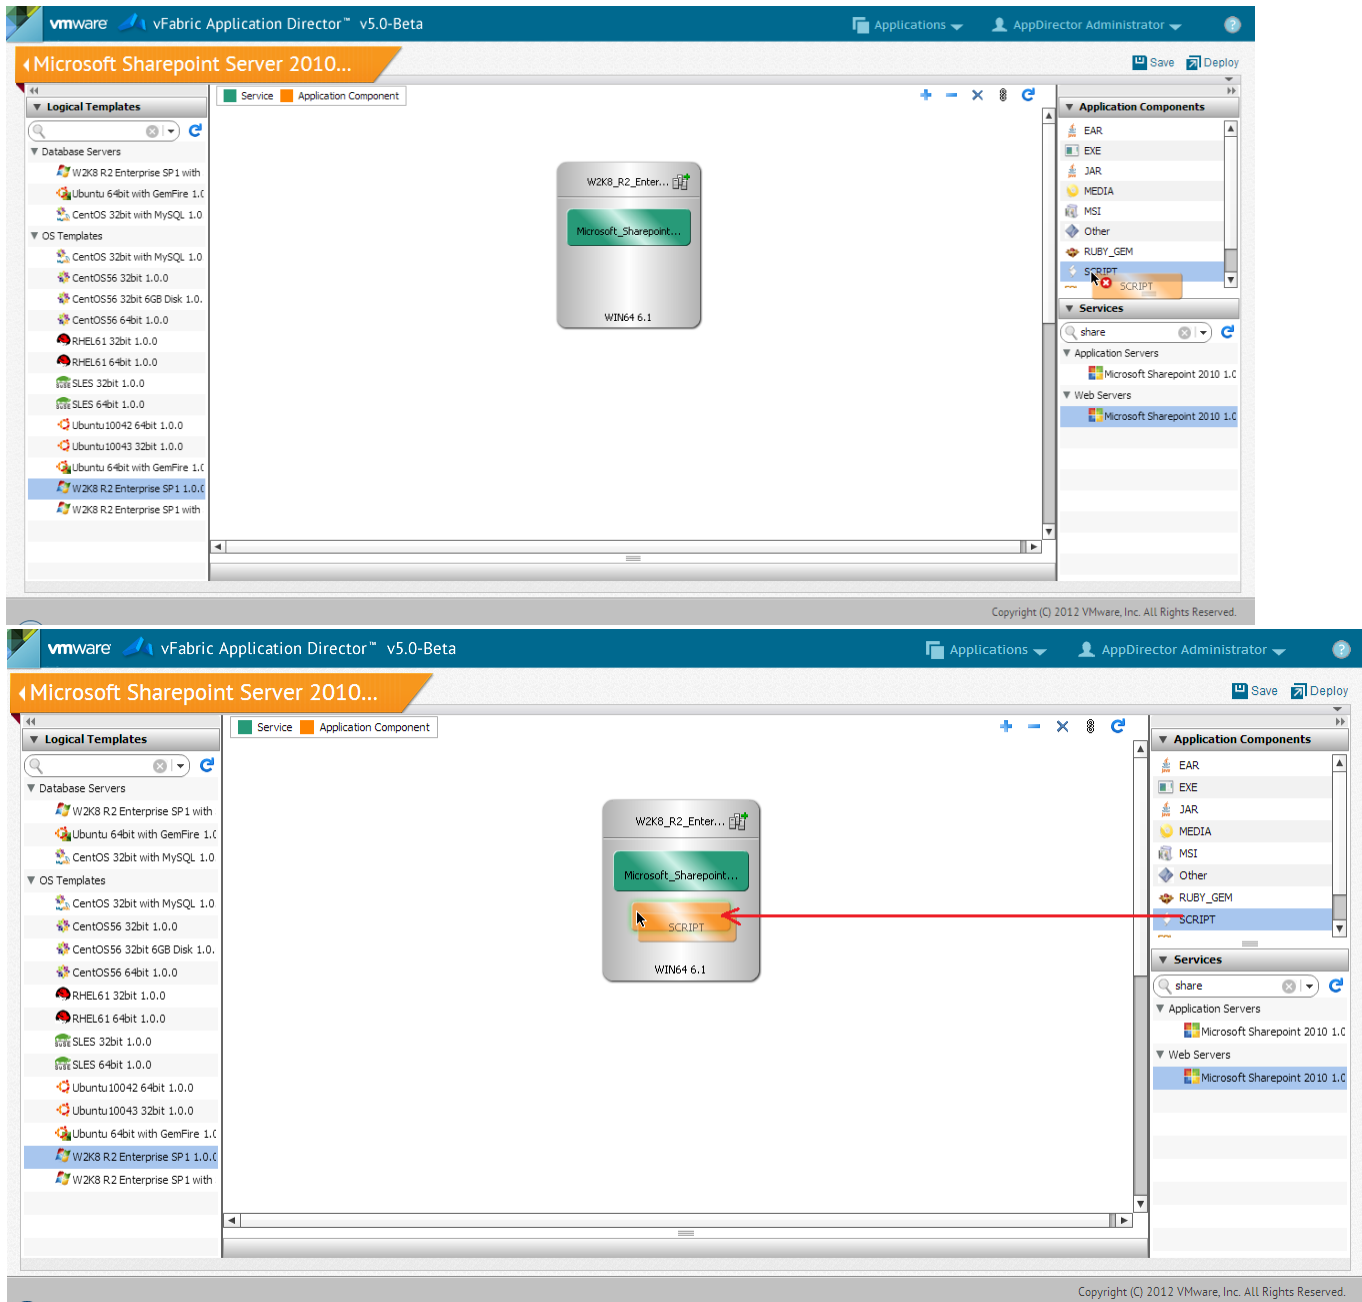 vmware vFabric Application Director™ v5.0-Beta
Applications
AppDirector Administrator
?
Microsoft Sharepoint Server 2010...
Save
Deploy
Logical Templates
Database Servers
W2K8 R2 Enterprise SP1 with
Ubuntu 64bit with GemFire 1.0
CentOS 32bit with MySQL 1.0
OS Templates
CentOS 32bit with MySQL 1.0
CentOS56 32bit 1.0.0
CentOS56 32bit 6GB Disk 1.0.
CentOS56 64bit 1.0.0
RHEL61 32bit 1.0.0
RHEL61 64bit 1.0.0
SLES 32bit 1.0.0
SLES 64bit 1.0.0
Ubuntu10042 64bit 1.0.0
Ubuntu10043 32bit 1.0.0
Ubuntu 64bit with GemFire 1.0
W2K8 R2 Enterprise SP1 1.0.0
W2K8 R2 Enterprise SP1 with
Service
Application Component
W2K8_R2_Enter...
Microsoft_Sharepoint...
WIN64 6.1
Application Components
EAR
EXE
JAR
MEDIA
MSI
Other
RUBY_GEM
SCRIPT
SCRIPT
Services
share
Application Servers
Microsoft Sharepoint 2010 1.0
Web Servers
Microsoft Sharepoint 2010 1.0
Copyright (C) 2012 VMware, Inc. All Rights Reserved.
vmware vFabric Application Director™ v5.0-Beta
Applications
AppDirector Administrator
?
Microsoft Sharepoint Server 2010...
Save
Deploy
Logical Templates
Database Servers
W2K8 R2 Enterprise SP1 with
Ubuntu 64bit with GemFire 1.0
CentOS 32bit with MySQL 1.0
OS Templates
CentOS 32bit with MySQL 1.0
CentOS56 32bit 1.0.0
CentOS56 32bit 6GB Disk 1.0.
CentOS56 64bit 1.0.0
RHEL61 32bit 1.0.0
RHEL61 64bit 1.0.0
SLES 32bit 1.0.0
SLES 64bit 1.0.0
Ubuntu10042 64bit 1.0.0
Ubuntu10043 32bit 1.0.0
Ubuntu 64bit with GemFire 1.0
W2K8 R2 Enterprise SP1 1.0.0
W2K8 R2 Enterprise SP1 with
Service
Application Component
W2K8_R2_Enter...
Microsoft_Sharepoint...
SCRIPT
WIN64 6.1
Application Components
EAR
EXE
JAR
MEDIA
MSI
Other
RUBY_GEM
SCRIPT
Services
share
Application Servers
Microsoft Sharepoint 2010 1.0
Web Servers
Microsoft Sharepoint 2010 1.0
Copyright (C) 2012 VMware, Inc. All Rights Reserved.